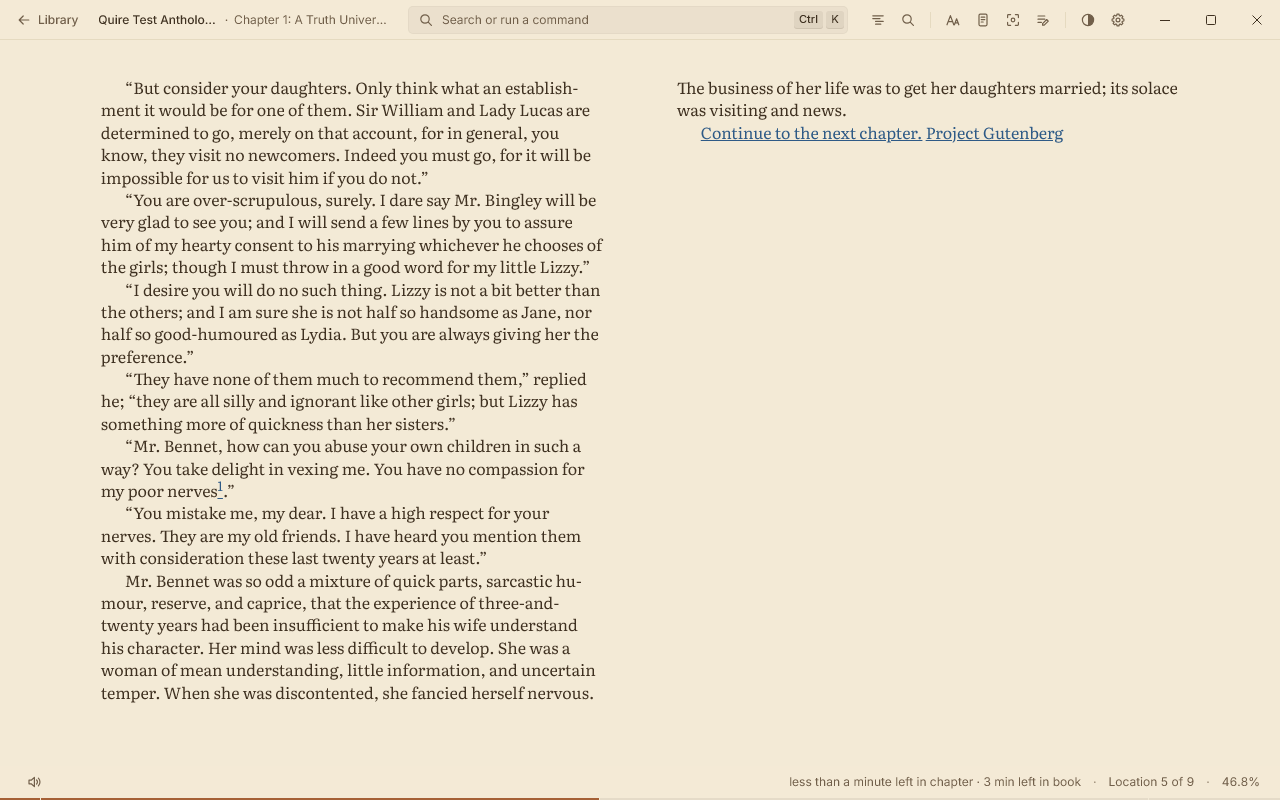 Library
Quire Test Antholo... · Chapter 1: A Truth Univer...
Search or run a command
Ctrl K
“But consider your daughters. Only think what an establish-
ment it would be for one of them. Sir William and Lady Lucas are
determined to go, merely on that account, for in general, you
know, they visit no newcomers. Indeed you must go, for it will be
impossible for us to visit him if you do not.”
“You are over-scrupulous, surely. I dare say Mr. Bingley will be
very glad to see you; and I will send a few lines by you to assure
him of my hearty consent to his marrying whichever he chooses of
the girls; though I must throw in a good word for my little Lizzy.”
“I desire you will do no such thing. Lizzy is not a bit better than
the others; and I am sure she is not half so handsome as Jane, nor
half so good-humoured as Lydia. But you are always giving her the
preference.”
“They have none of them much to recommend them,” replied
he; “they are all silly and ignorant like other girls; but Lizzy has
something more of quickness than her sisters.”
“Mr. Bennet, how can you abuse your own children in such a
way? You take delight in vexing me. You have no compassion for
my poor nerves1.”
“You mistake me, my dear. I have a high respect for your
nerves. They are my old friends. I have heard you mention them
with consideration these last twenty years at least.”
Mr. Bennet was so odd a mixture of quick parts, sarcastic hu-
mour, reserve, and caprice, that the experience of three-and-
twenty years had been insufficient to make his wife understand
his character. Her mind was less difficult to develop. She was a
woman of mean understanding, little information, and uncertain
temper. When she was discontented, she fancied herself nervous.
The business of her life was to get her daughters married; its solace
was visiting and news.
Continue to the next chapter. Project Gutenberg
less than a minute left in chapter · 3 min left in book · Location 5 of 9 · 46.8%